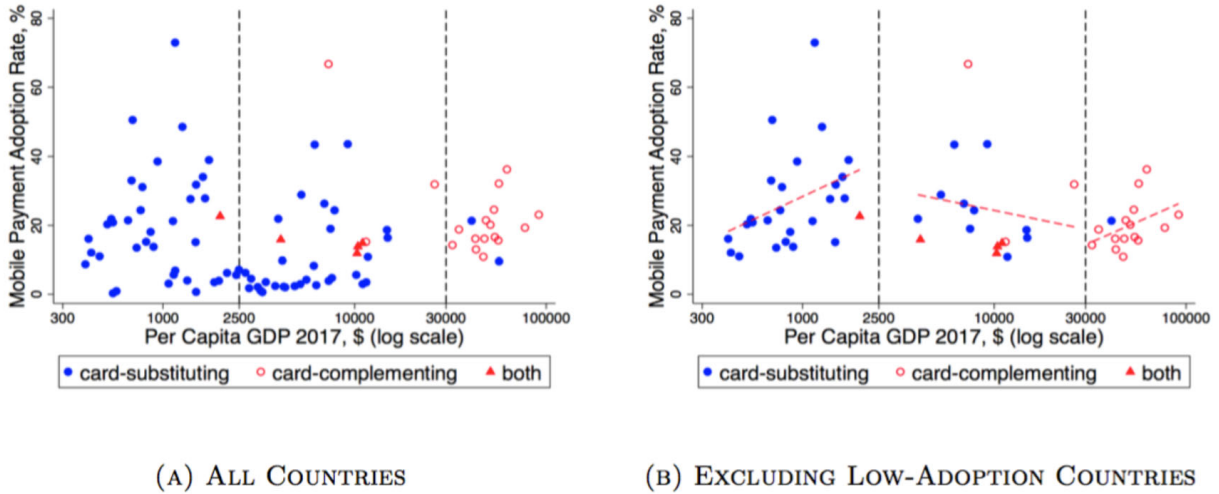 Mobile Payment Adoption Rate, %
80
60
40
20
0
300
1000
2500
10000
30000
100000
Per Capita GDP 2017, $ (log scale)
card-substituting
card-complementing
both
(A) ALL COUNTRIES
Mobile Payment Adoption Rate, %
80
60
40
20
0
300
1000
2500
10000
30000
100000
Per Capita GDP 2017, $ (log scale)
card-substituting
card-complementing
both
(B) EXCLUDING LOW-ADOPTION COUNTRIES